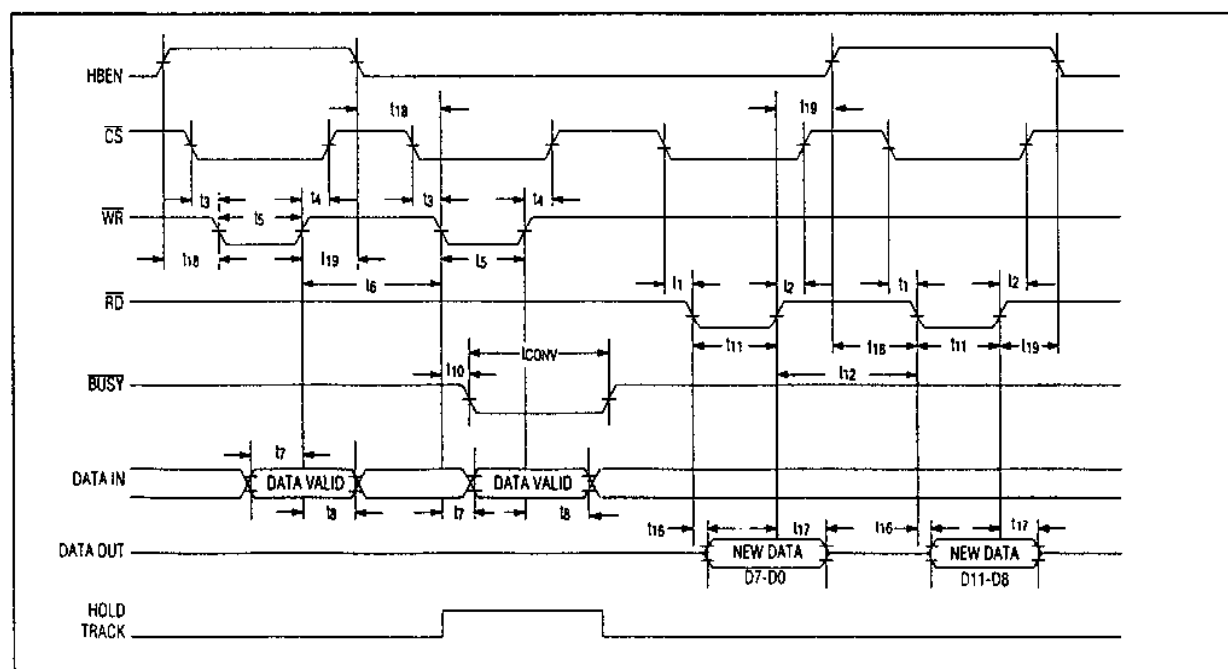 HBEN
t18
t19
CS
t3
t5
t4
t3
t4
WR
t18
t19
t5
t1
t2
t1
t2
t6
RD
tCONV
t11
t18
t11
t19
t10
t12
BUSY
t7
DATA IN
DATA VALID
DATA VALID
t8
t7
t8
t16
t17
t16
t17
DATA OUT
NEW DATA
NEW DATA
D7-D0
D11-D8
HOLD
TRACK